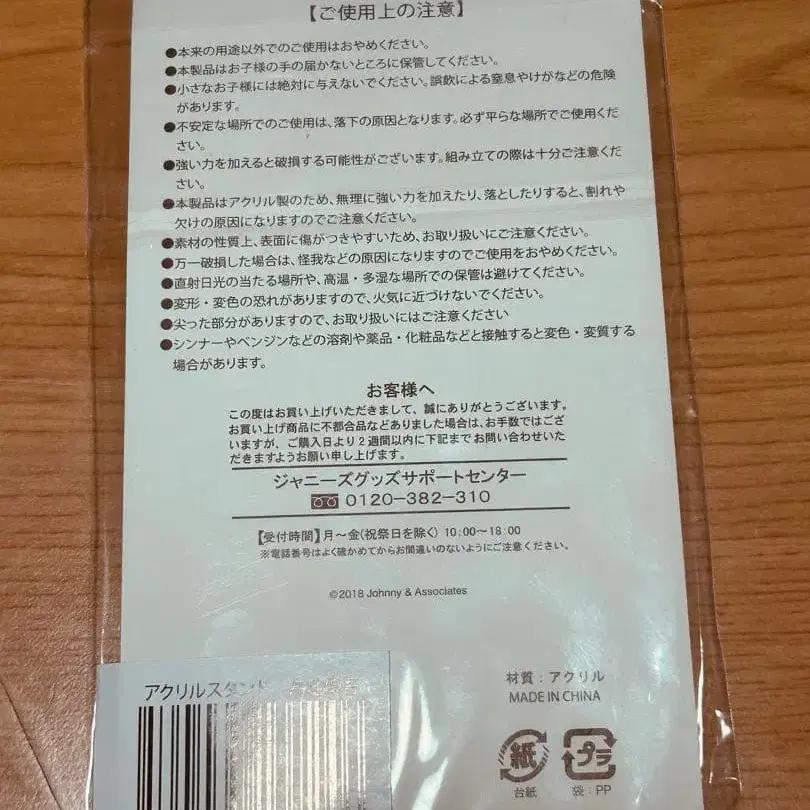 【ご使用上の注意】
●本来の用途以外でのご使用はおやめください。
●本製品はお子様の手の届かないところに保管してください。
●小さなお子様には絶対に与えないでください。誤飲による窒息やけがなどの危険
があります。
●不安定な場所でのご使用は、落下の原因となります。必ず平らな場所でご使用くだ
さい。
●強い力を加えると破損する可能性がございます。組み立ての際は十分ご注意くだ
さい。
●本製品はアクリル製のため、無理に強い力を加えたり、落としたりすると、割れや
欠けの原因になりますのでご注意ください。
●素材の性質上、表面に傷がつきやすいため、お取り扱いにご注意ください。
●万一破損した場合は、怪我などの原因になりますのでご使用をおやめください。
●直射日光の当たる場所や、高温・多湿な場所での保管は避けてください。
●変形・変色の恐れがありますので、火気に近づけないでください。
●尖った部分がありますので、お取り扱いにはご注意ください
●シンナーやベンジンなどの溶剤や薬品・化粧品などと接触すると変色・変質する
場合があります。
お客様へ
この度はお買い上げいただきまして、誠にありがとうございます。
お買い上げ商品に不都合品などありました場合は、お手数ではござ
いますが、ご購入日より2週間以内に下記までお問い合わせいた
だきますようお願い申し上げます。
ジャニーズグッズサポートセンター
0120-382-310
【受付時間】月～金(祝祭日を除く) 10:00～18:00
※電話番号はよく確かめてからお間違いのないようにご注意ください。
©2018 Johnny & Associates
アクリルスタンド
材質：アクリル
MADE IN CHINA
紙 プラ
台紙 袋：PP